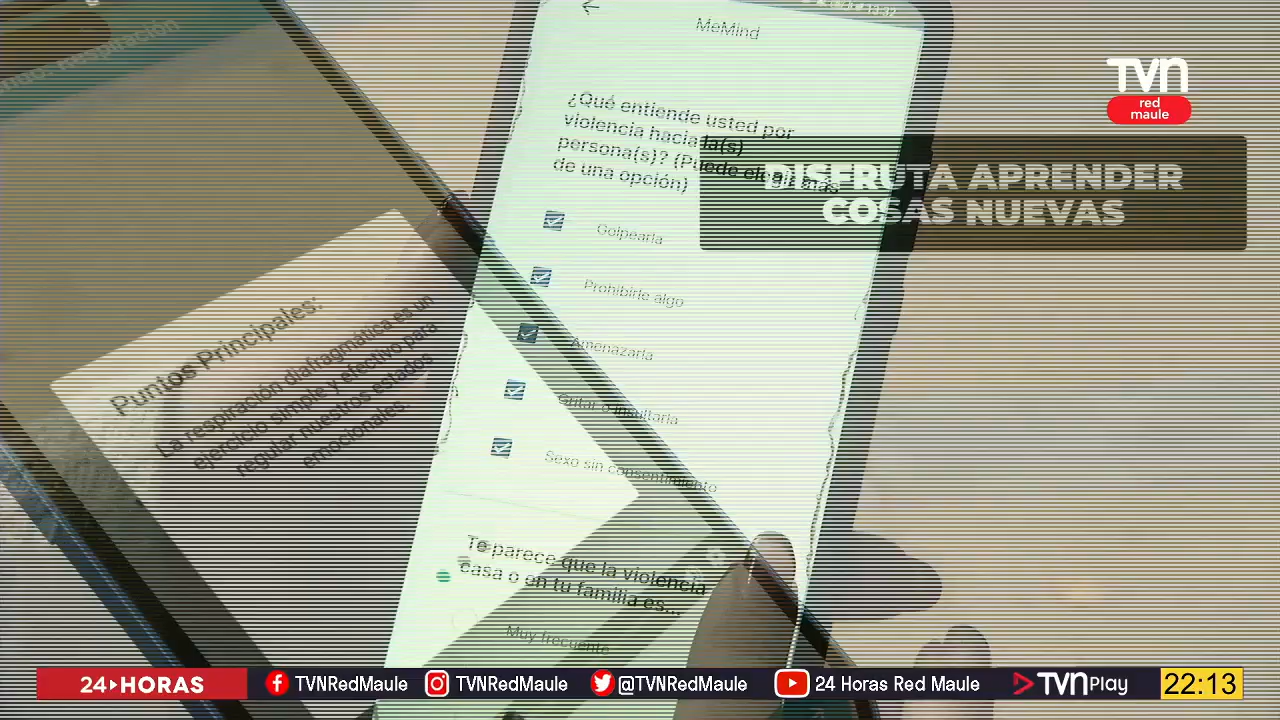 MeMind
¿Qué entiende usted por
violencia hacia la(s)
persona(s)? (Puede elegir más
de una opción)
Golpearla
Prohibirle algo
Amenazarla
Gritar o insultarla
Sexo sin consentimiento
Te parece que la violencia
casa o en tu familia es...
Muy frecuente
respiración
Puntos Principales:
La respiración diafragmática es un
ejercicio simple y efectivo para
regular nuestros estados
emocionales.
DISFRUTA APRENDER
COSAS NUEVAS
TVN
red
maule
24 HORAS
TVNRedMaule
TVNRedMaule
@TVNRedMaule
24 Horas Red Maule
TVN Play
22:13